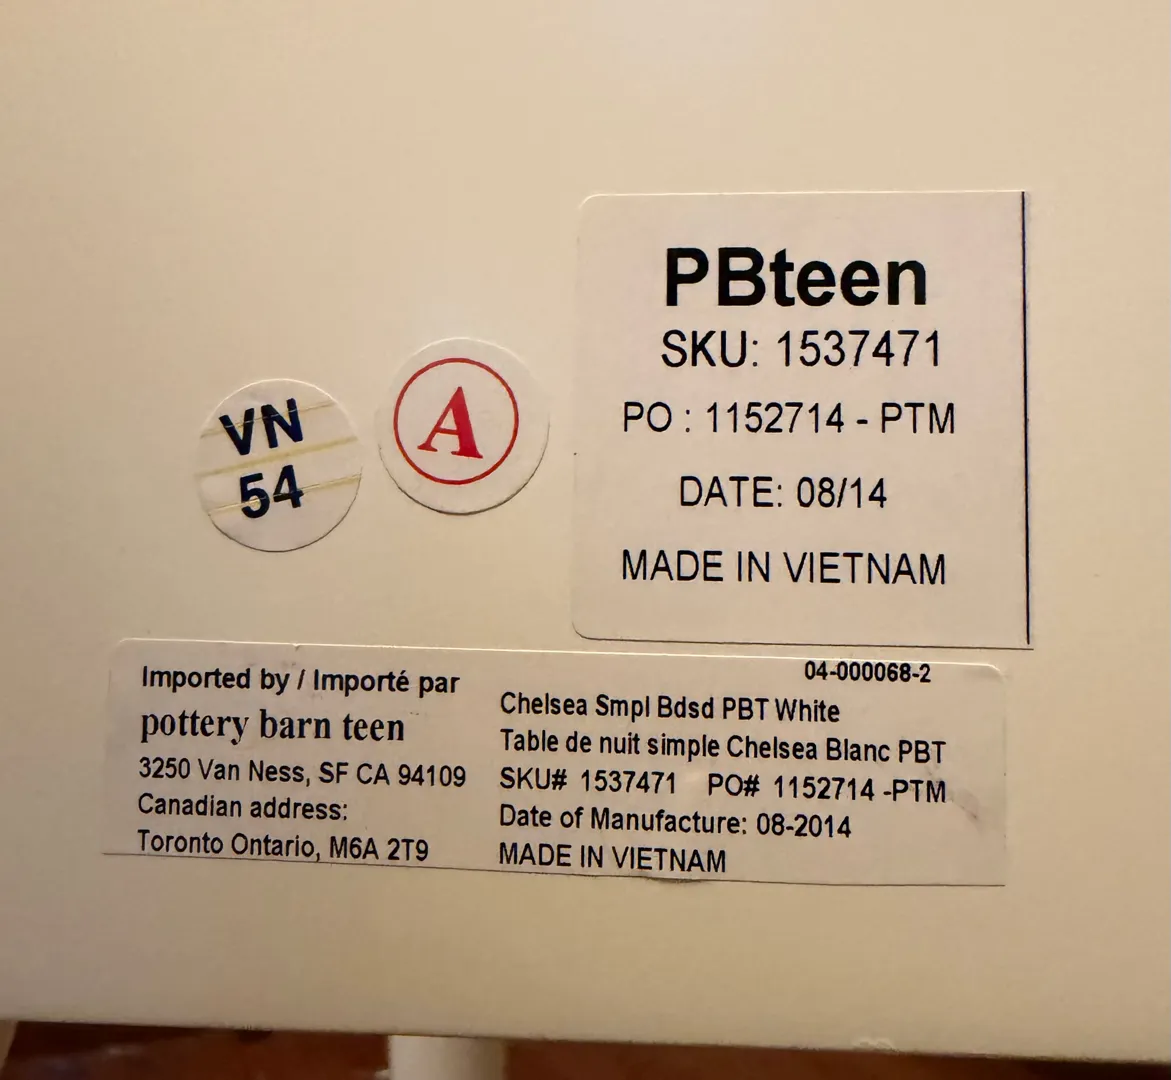 PBteen
SKU: 1537471
PO : 1152714 - PTM
DATE: 08/14
MADE IN VIETNAM
VN
54
A
Imported by / Importé par
pottery barn teen
3250 Van Ness, SF CA 94109
Canadian address:
Toronto Ontario, M6A 2T9
04-000068-2
Chelsea Smpl Bdsd PBT White
Table de nuit simple Chelsea Blanc PBT
SKU# 1537471 PO# 1152714 -PTM
Date of Manufacture: 08-2014
MADE IN VIETNAM